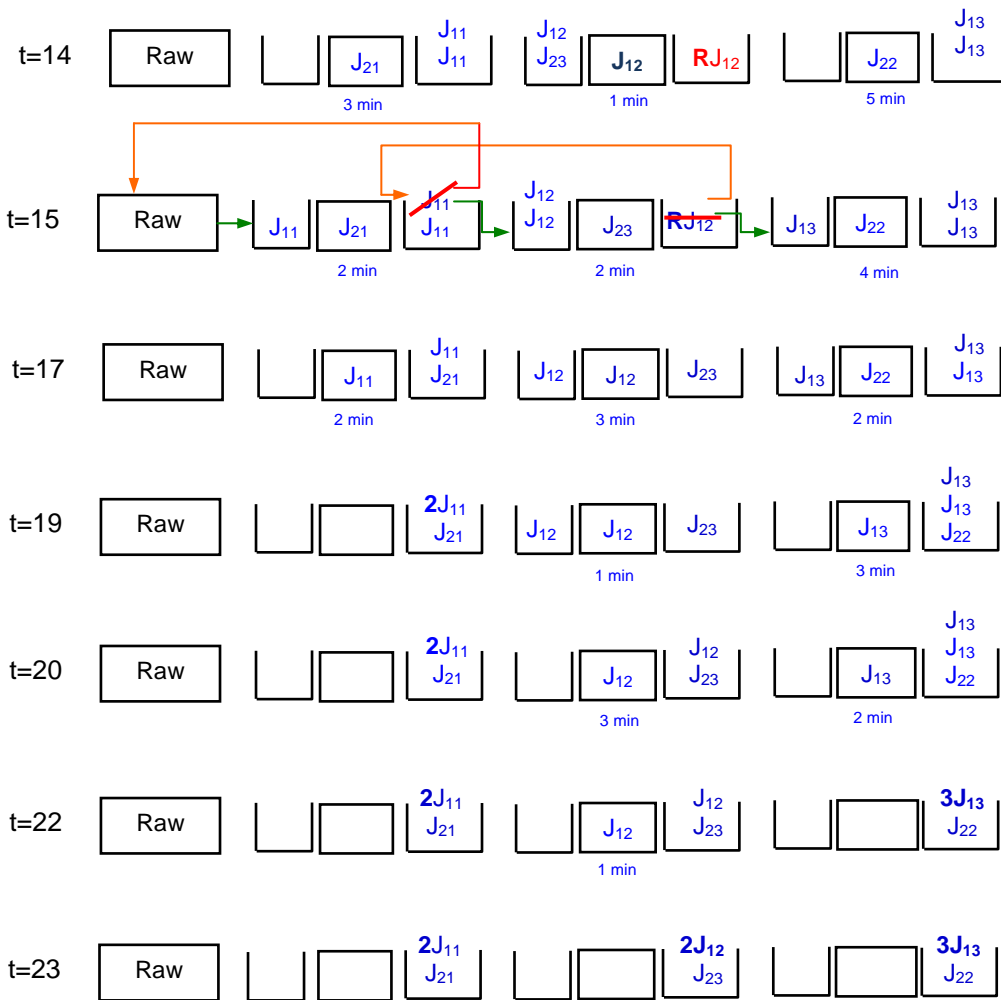 J₁₁ J₁₂ J₁₃
t=14 Raw J₂₁ J₁₁ J₂₃ J₁₂ RJ₁₂ J₂₂ J₁₃
3 min 1 min 5 min
J₁₁ J₁₂ J₁₃
t=15 Raw J₁₁ J₂₁ J₁₁ J₁₂ J₂₃ RJ₁₂ J₁₃ J₂₂ J₁₃
2 min 2 min 4 min
J₁₁ J₁₃
t=17 Raw J₁₁ J₂₁ J₁₂ J₁₂ J₂₃ J₁₃ J₂₂ J₁₃
2 min 3 min 2 min
J₁₃
2J₁₁ J₁₃
t=19 Raw J₂₁ J₁₂ J₁₂ J₂₃ J₁₃ J₂₂
1 min 3 min
J₁₃
2J₁₁ J₁₂ J₁₃
t=20 Raw J₂₁ J₁₂ J₂₃ J₁₃ J₂₂
3 min 2 min
2J₁₁ J₁₂ 3J₁₃
t=22 Raw J₂₁ J₁₂ J₂₃ J₂₂
1 min
2J₁₁ 2J₁₂ 3J₁₃
t=23 Raw J₂₁ J₂₃ J₂₂